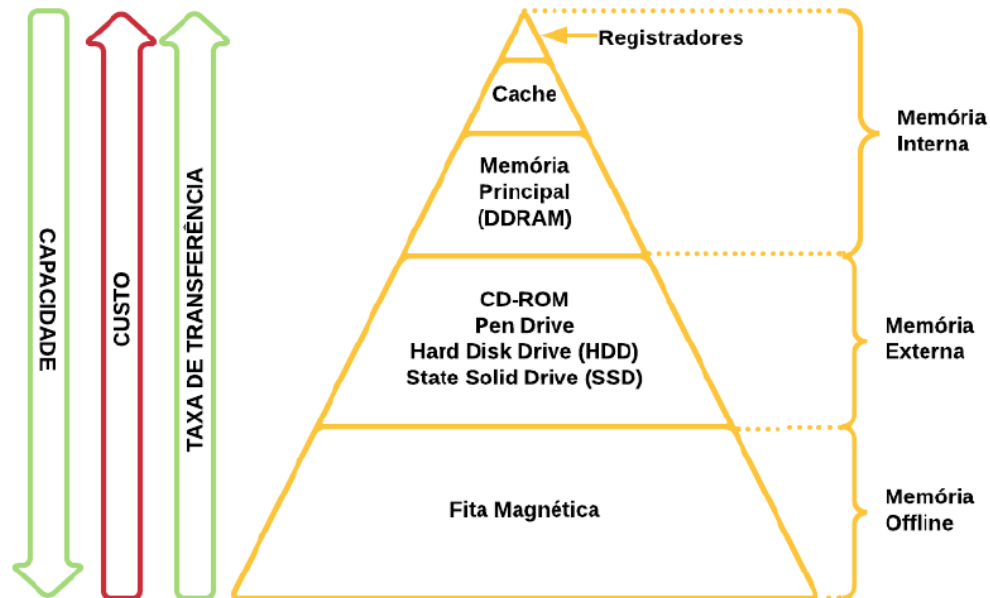 CAPACIDADE
CUSTO
TAXA DE TRANSFERÊNCIA
Registradores
Cache
Memória
Principal
(DDRAM)
CD-ROM
Pen Drive
Hard Disk Drive (HDD)
State Solid Drive (SSD)
Fita Magnética
Memória
Interna
Memória
Externa
Memória
Offline